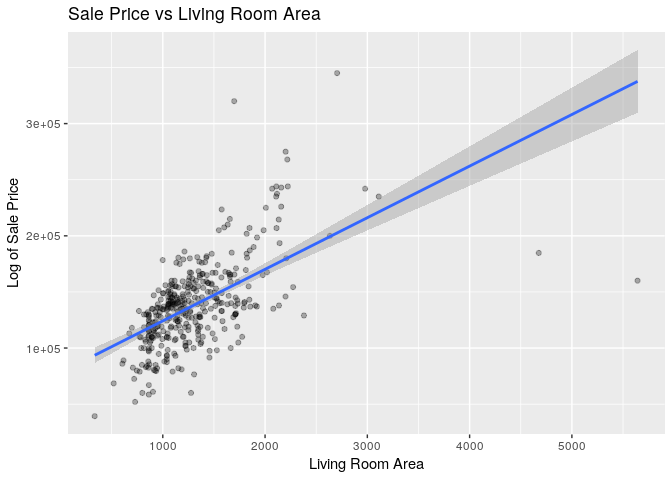 Sale Price vs Living Room Area
Log of Sale Price
3e+05
2e+05
1e+05
1000 2000 3000 4000 5000
Living Room Area